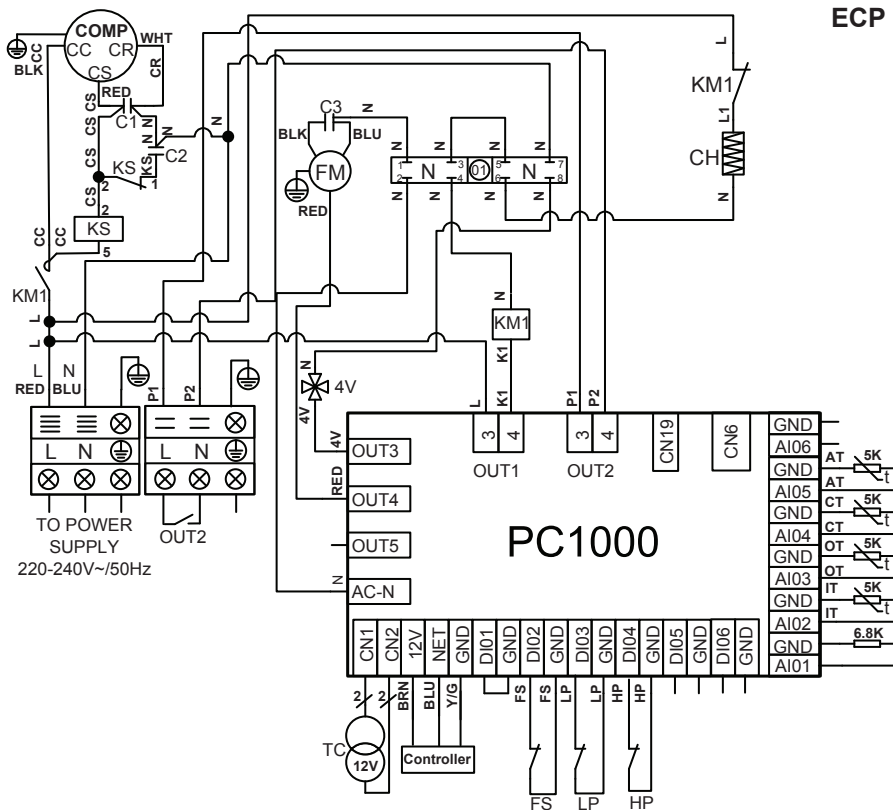 ECP
COMP
CC
CR
CS
WHT
BLK
CC
CR
RED
CS
CS
C1
N
N
N
N
C2
KS
KS
1
CS
2
CS
2
KS
5
CC
CC
KM1
L
L
L
N
RED
BLU
P1
P2
L
N
L
N
TO POWER
SUPPLY
220-240V~/50Hz
OUT2
C3
N
BLK
BLU
FM
RED
N
N
N
N
1
3
5
7
N
01
N
2
4
6
8
N
N
N
N
L
KM1
L1
CH
N
N
KM1
K1
N
4V
4V
L
K1
P1
P2
4V
RED
N
OUT3
OUT4
OUT5
AC-N
3
4
OUT1
3
4
OUT2
CN19
CN6
PC1000
GND
AI06
GND
AI05
GND
AI04
GND
AI03
GND
AI02
GND
AI01
AT
5K
t
AT
CT
5K
t
CT
OT
5K
t
OT
IT
5K
t
IT
6.8K
CN1
CN2
12V
NET
GND
DI01
GND
DI02
GND
DI03
GND
DI04
GND
DI05
GND
DI06
GND
2
2
BRN
BLU
Y/G
FS
FS
LP
LP
HP
HP
TC
12V
Controller
FS
LP
HP